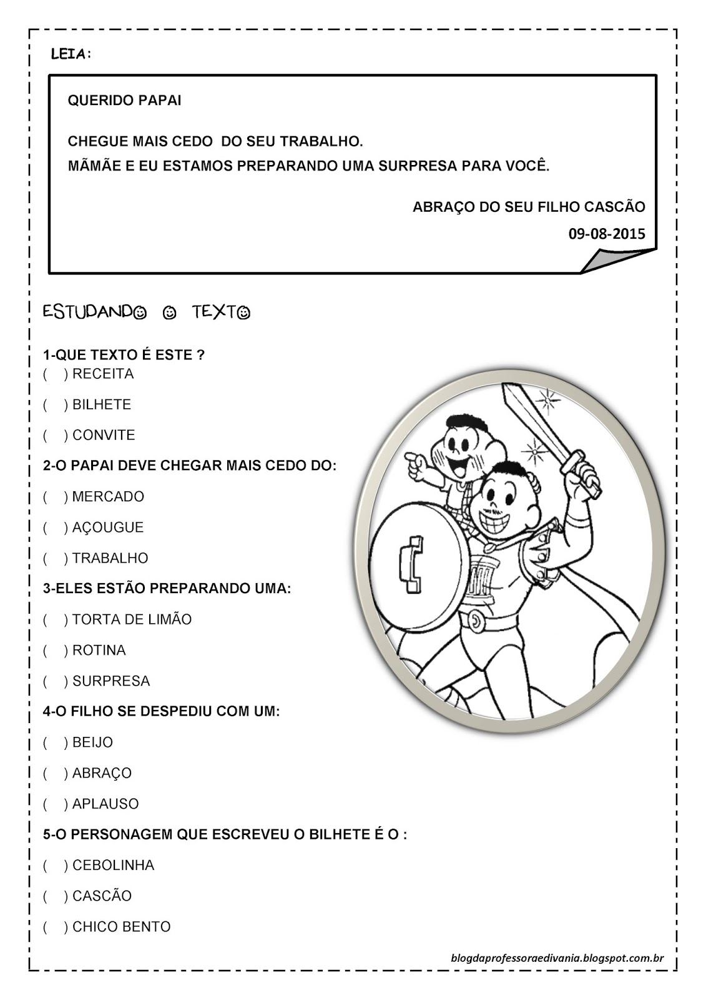 LEIA:
QUERIDO PAPAI
CHEGUE MAIS CEDO  DO SEU TRABALHO.
MÃMÃE E EU ESTAMOS PREPARANDO UMA SURPRESA PARA VOCÊ.
ABRAÇO DO SEU FILHO CASCÃO
09-08-2015
ESTUDANDO O TEXTO
1-QUE TEXTO É ESTE ?
(    ) RECEITA
(    ) BILHETE
(    ) CONVITE
2-O PAPAI DEVE CHEGAR MAIS CEDO DO:
(    ) MERCADO
(    ) AÇOUGUE
(    ) TRABALHO
3-ELES ESTÃO PREPARANDO UMA:
(    ) TORTA DE LIMÃO
(    ) ROTINA
(    ) SURPRESA
4-O FILHO SE DESPEDIU COM UM:
(    ) BEIJO
(    ) ABRAÇO
(    ) APLAUSO
5-O PERSONAGEM QUE ESCREVEU O BILHETE É O :
(    ) CEBOLINHA
(    ) CASCÃO
(    ) CHICO BENTO
blogdaprofessoraedivania.blogspot.com.br